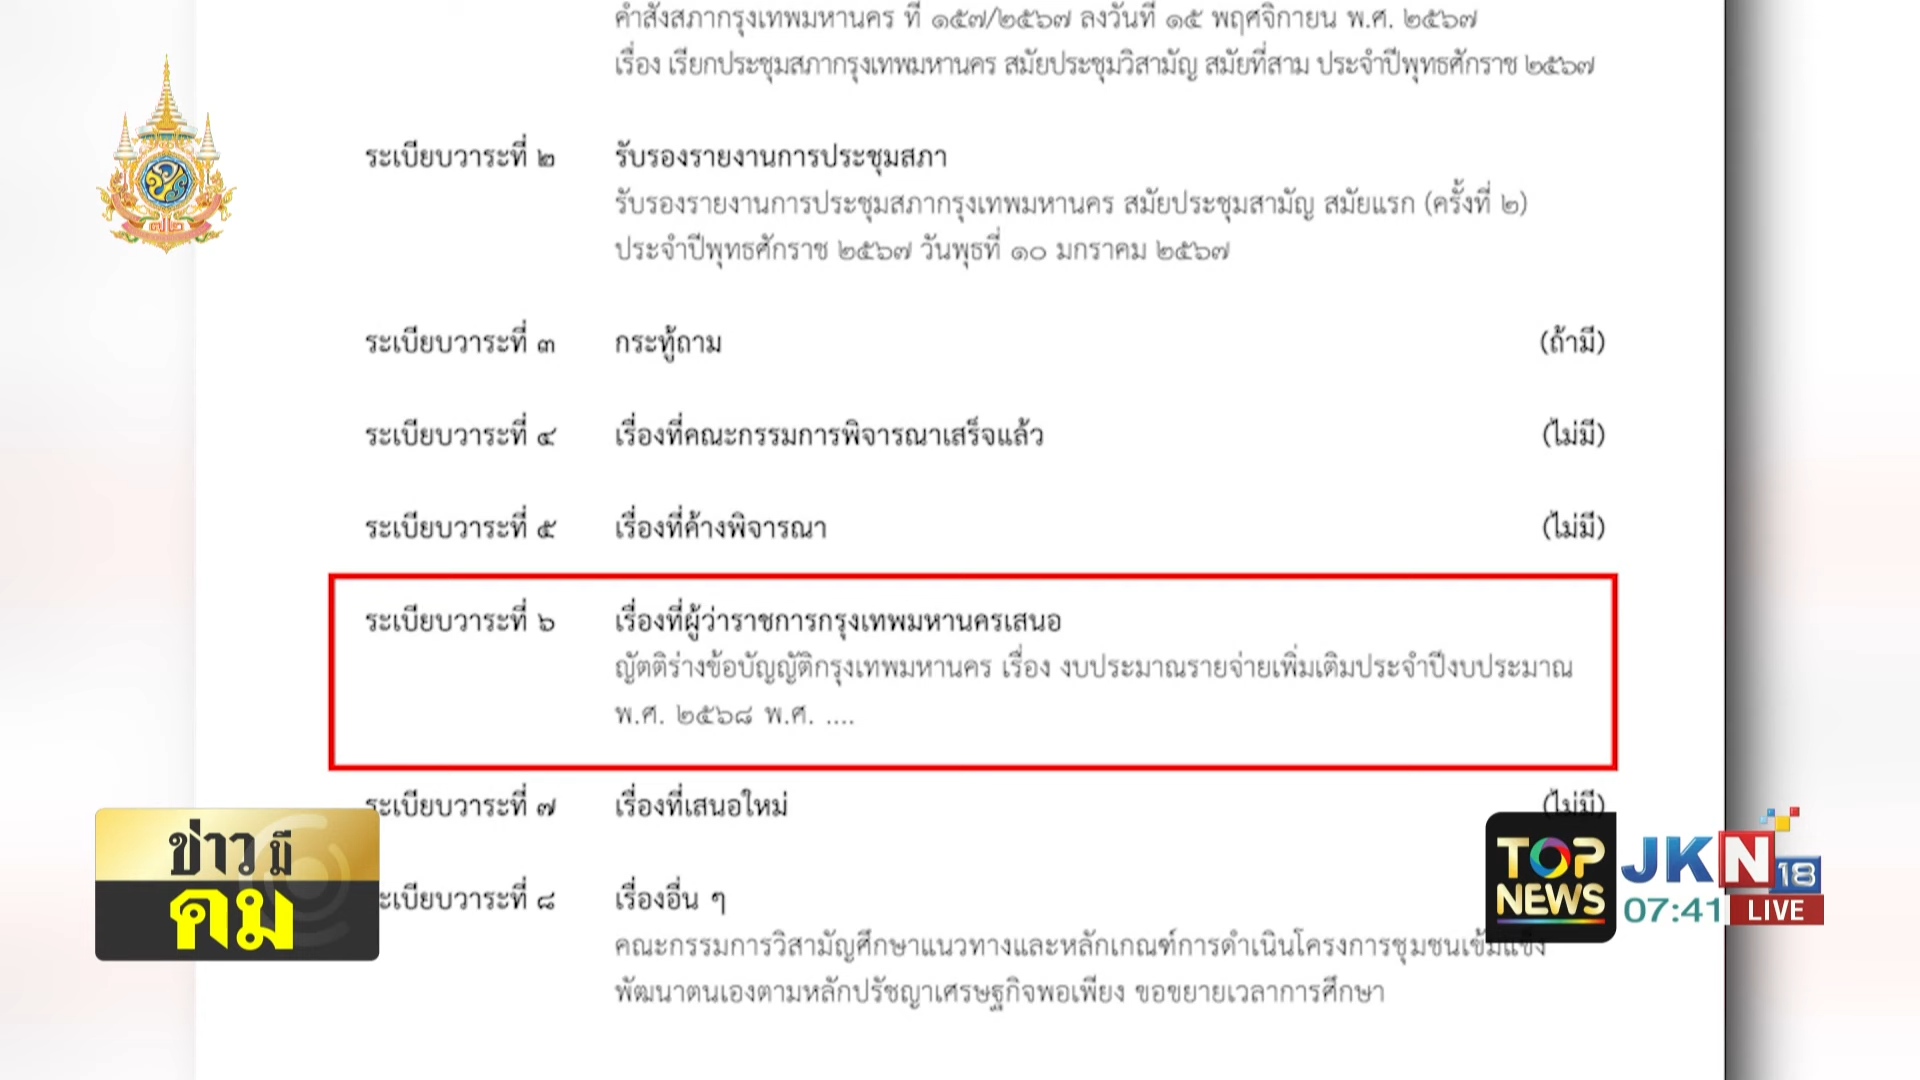 คำสั่งสภากรุงเทพมหานคร ที่ ๑๕๗/๒๕๖๗ ลงวันที่ ๑๕ พฤศจิกายน พ.ศ. ๒๕๖๗
เรื่อง เรียกประชุมสภากรุงเทพมหานคร สมัยประชุมวิสามัญ สมัยที่สาม ประจำปีพุทธศักราช ๒๕๖๗
ระเบียบวาระที่ ๒ รับรองรายงานการประชุมสภา
รับรองรายงานการประชุมสภากรุงเทพมหานคร สมัยประชุมสามัญ สมัยแรก (ครั้งที่ ๒)
ประจำปีพุทธศักราช ๒๕๖๗ วันพุธที่ ๑๐ มกราคม ๒๕๖๗
ระเบียบวาระที่ ๓ กระทู้ถาม (ถ้ามี)
ระเบียบวาระที่ ๔ เรื่องที่คณะกรรมการพิจารณาเสร็จแล้ว (ไม่มี)
ระเบียบวาระที่ ๕ เรื่องที่ค้างพิจารณา (ไม่มี)
ระเบียบวาระที่ ๖ เรื่องที่ผู้ว่าราชการกรุงเทพมหานครเสนอ
ญัตติร่างข้อบัญญัติกรุงเทพมหานคร เรื่อง งบประมาณรายจ่ายเพิ่มเติมประจำปีงบประมาณ
พ.ศ. ๒๕๖๘ พ.ศ. ....
ระเบียบวาระที่ ๗ เรื่องที่เสนอใหม่ (ไม่มี)
ระเบียบวาระที่ ๘ เรื่องอื่น ๆ
คณะกรรมการวิสามัญศึกษาแนวทางและหลักเกณฑ์การดำเนินโครงการชุมชนเข้มแข็ง
พัฒนาตนเองตามหลักปรัชญาเศรษฐกิจพอเพียง ขอขยายเวลาการศึกษา
๗๒
ข่าวมี
คม
TOP
NEWS
JKN18
07:41 LIVE